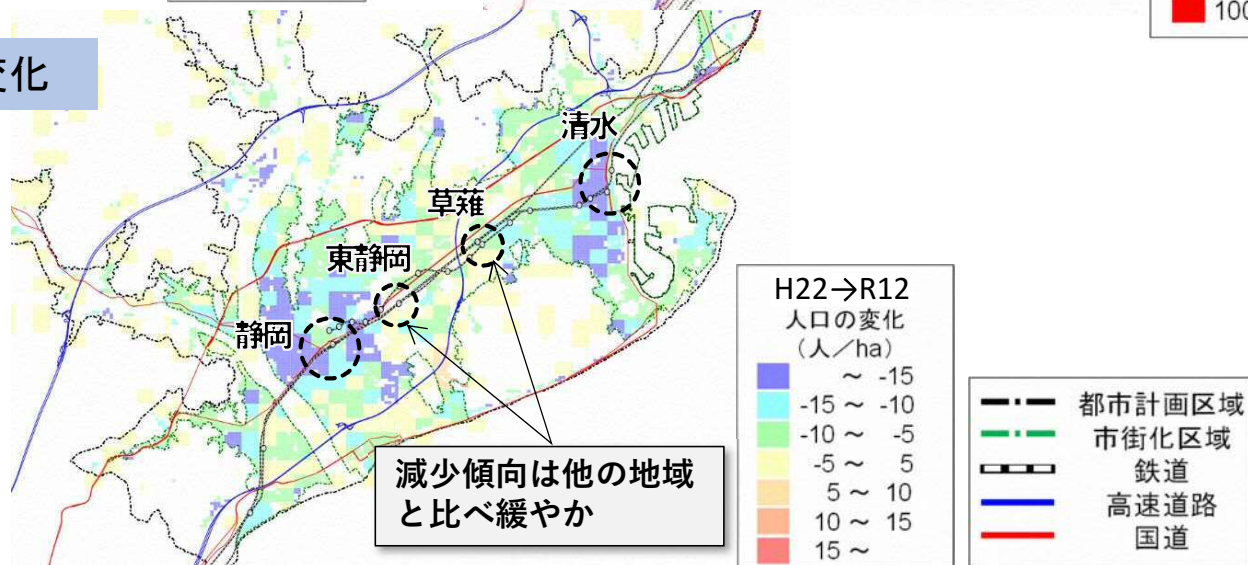 100
変化
清水
草薙
東静岡
静岡
減少傾向は他の地域
と比べ緩やか
H22→R12
人口の変化
(人/ha)
~ -15
-15 ~ -10
-10 ~ -5
-5 ~ 5
5 ~ 10
10 ~ 15
15 ~
都市計画区域
市街化区域
鉄道
高速道路
国道